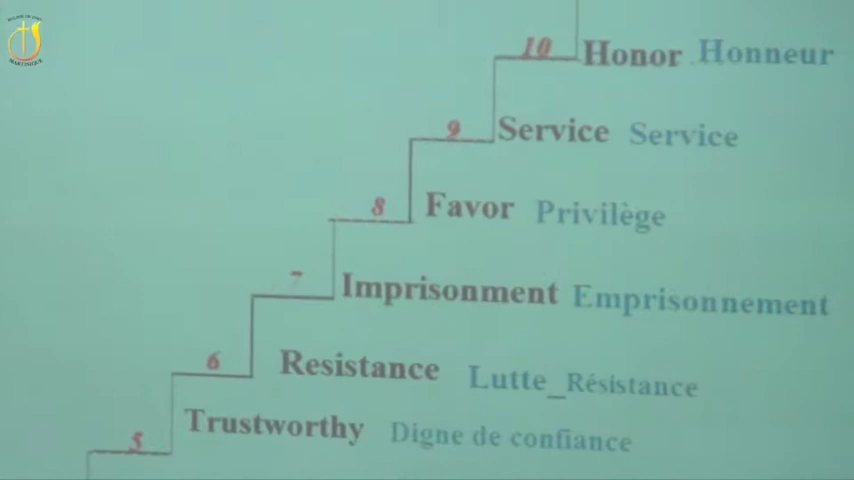 MARTINIQUE
10 Honor Honneur
9 Service Service
8 Favor Privilège
7 Imprisonment Emprisonnement
6 Resistance Lutte_Résistance
5 Trustworthy Digne de confiance